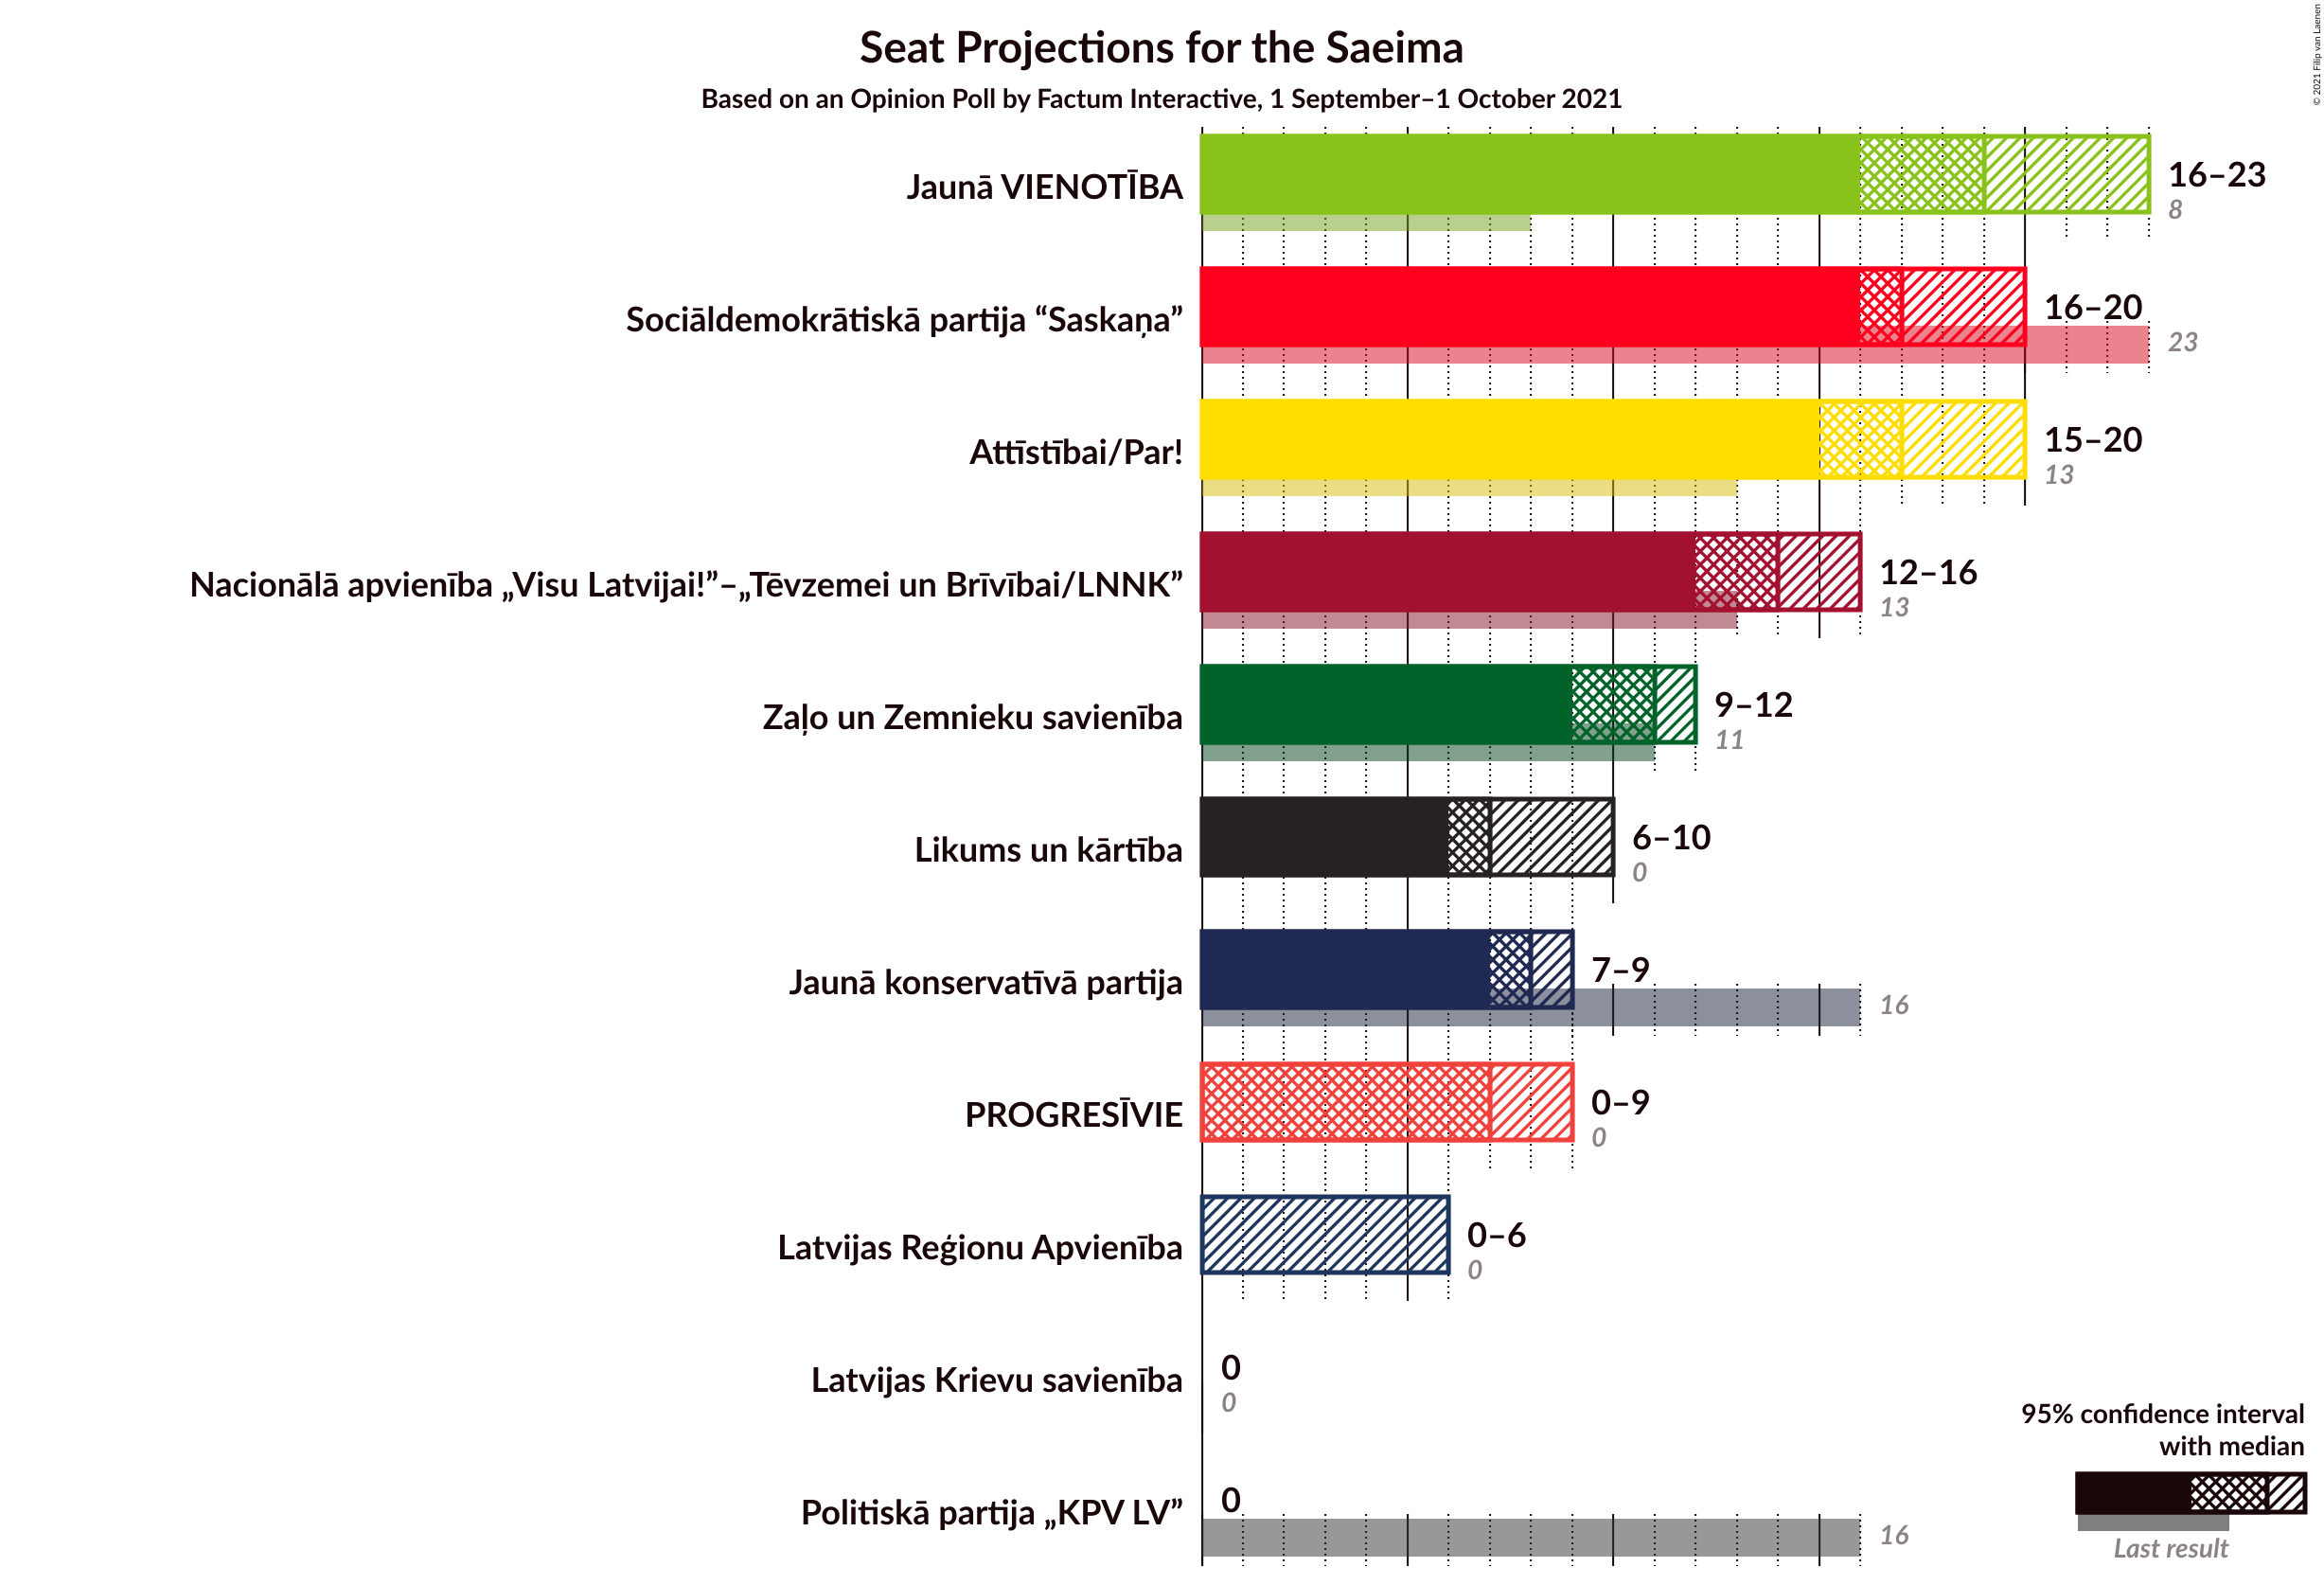 © 2021 Filip van Laenen
Seat Projections for the Saeima
Based on an Opinion Poll by Factum Interactive, 1 September–1 October 2021
Jaunā VIENOTĪBA
16–23
8
Sociāldemokrātiskā partija “Saskaņa”
16–20
23
Attīstībai/Par!
15–20
13
Nacionālā apvienība „Visu Latvijai!”–„Tēvzemei un Brīvībai/LNNK”
12–16
13
Zaļo un Zemnieku savienība
9–12
11
Likums un kārtība
6–10
0
Jaunā konservatīvā partija
7–9
16
PROGRESĪVIE
0–9
0
Latvijas Reģionu Apvienība
0–6
0
Latvijas Krievu savienība
0
0
Politiskā partija „KPV LV”
0
16
95% confidence interval
with median
Last result